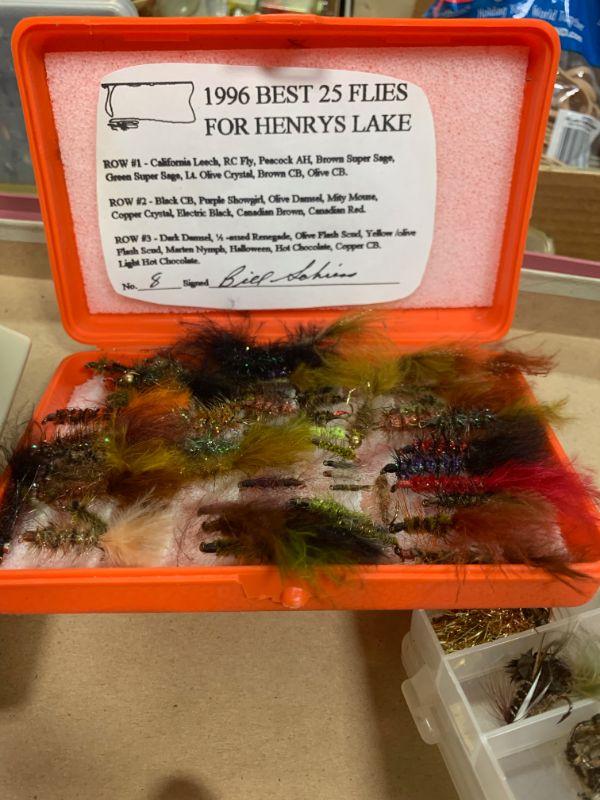 1996 BEST 25 FLIES
FOR HENRYS LAKE
ROW #1 - California Leech, RC Fly, Peacock AH, Brown Super Sage,
Green Super Sage, Lt. Olive Crystal, Brown CB, Olive CB.
ROW #2 - Black CB, Purple Showgirl, Olive Damsel, Mity Mouse,
Copper Crystal, Electric Black, Canadian Brown, Canadian Red.
ROW #3 - Dark Damsel, ½ -assed Renegade, Olive Flash Scud, Yellow /olive
Flash Scud, Marten Nymph, Halloween, Hot Chocolate, Copper CB.
Light Hot Chocolate.
No. 8 Signed Bill Schiess